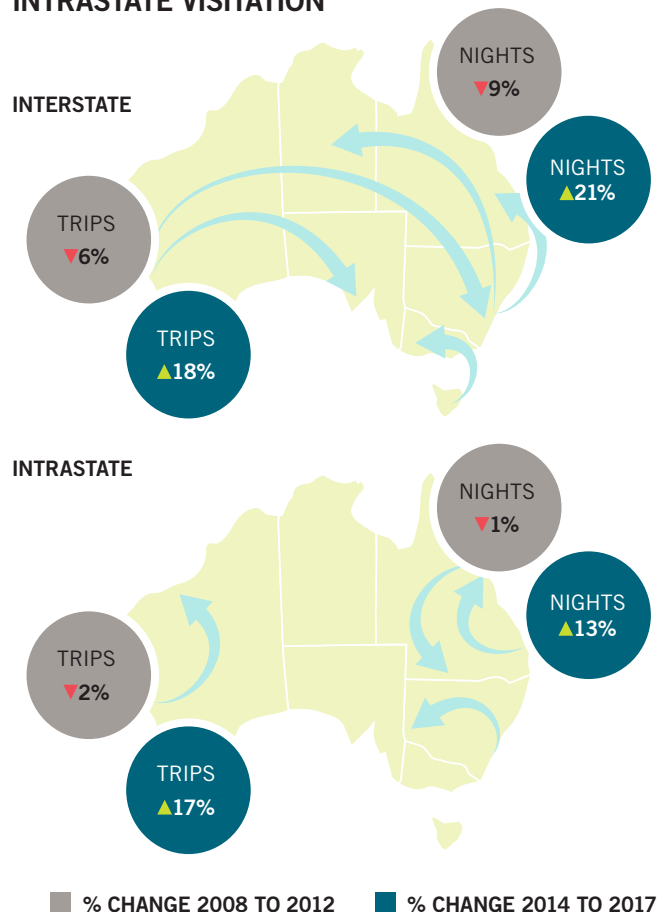 INTRASTATE VISITATION
INTERSTATE
NIGHTS
▼9%
NIGHTS
▲21%
TRIPS
▼6%
TRIPS
▲18%
INTRASTATE
NIGHTS
▼1%
NIGHTS
▲13%
TRIPS
▼2%
TRIPS
▲17%
% CHANGE 2008 TO 2012
% CHANGE 2014 TO 2017